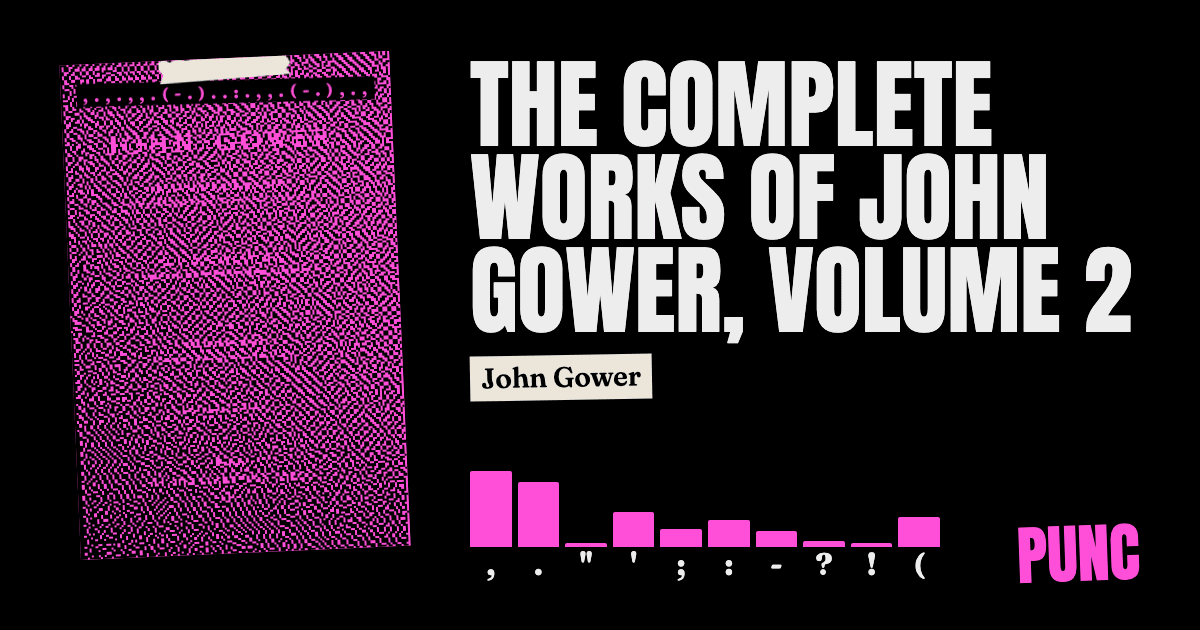 ,.,.,,.(-.)..:.,,.(-.),.,
JOHN GOWER
THE COMPLETE
WORKS OF JOHN
GOWER, VOLUME 2
John Gower
, . " ' ; : - ? ! (
PUNC